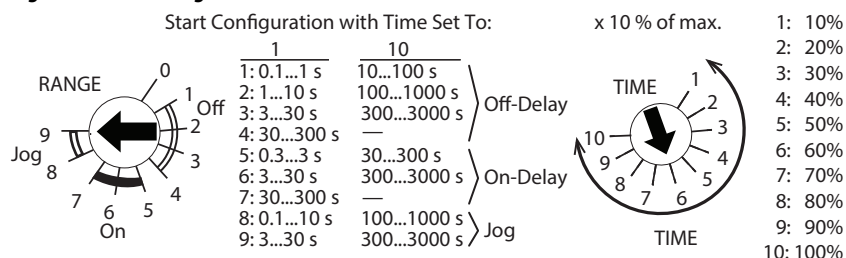 Start Configuration with Time Set To:
x 10 % of max.
RANGE
0
1
2
3
4
5
6
7
8
9
Off
On
Jog
1 10
1: 0.1...1 s 10...100 s
2: 1...10 s 100...1000 s
3: 3...30 s 300...3000 s
4: 30...300 s —
Off-Delay
5: 0.3...3 s 30...300 s
6: 3...30 s 300...3000 s
7: 30...300 s —
On-Delay
8: 0.1...10 s 100...1000 s
9: 3...30 s 300...3000 s
Jog
TIME
1
2
3
4
5
6
7
8
9
10
TIME
1: 10%
2: 20%
3: 30%
4: 40%
5: 50%
6: 60%
7: 70%
8: 80%
9: 90%
10: 100%